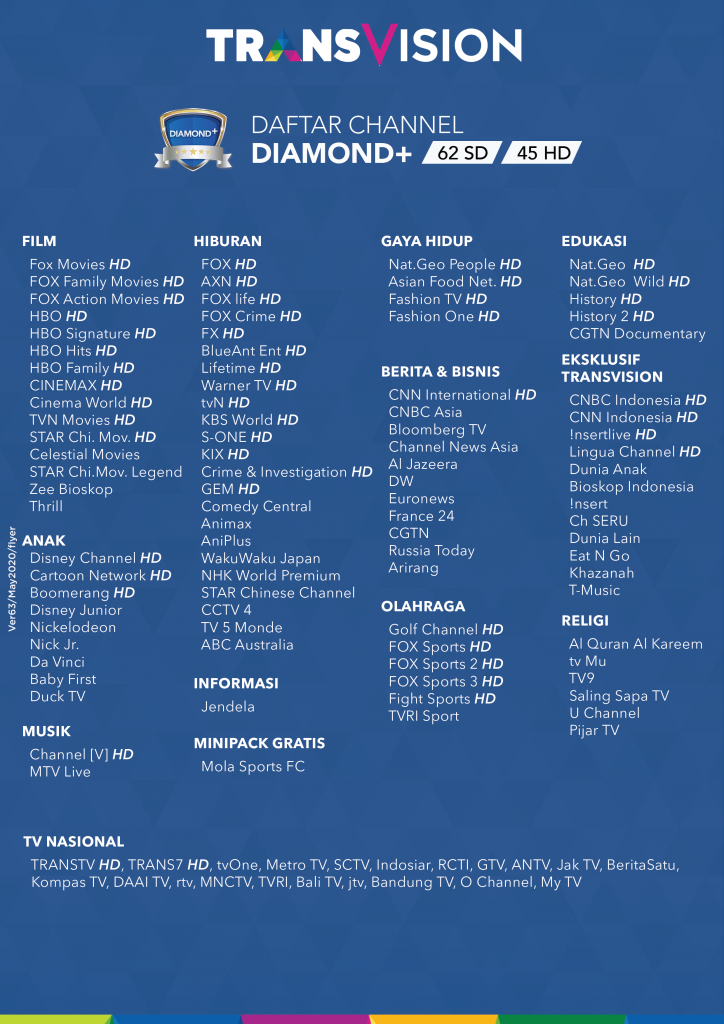 TRANSVISION
DIAMOND+
DAFTAR CHANNEL
DIAMOND+ 62 SD 45 HD
FILM
Fox Movies HD
FOX Family Movies HD
FOX Action Movies HD
HBO HD
HBO Signature HD
HBO Hits HD
HBO Family HD
CINEMAX HD
Cinema World HD
TVN Movies HD
STAR Chi. Mov. HD
Celestial Movies
STAR Chi.Mov. Legend
Zee Bioskop
Thrill
ANAK
Disney Channel HD
Cartoon Network HD
Boomerang HD
Disney Junior
Nickelodeon
Nick Jr.
Da Vinci
Baby First
Duck TV
MUSIK
Channel [V] HD
MTV Live
HIBURAN
FOX HD
AXN HD
FOX life HD
FOX Crime HD
FX HD
BlueAnt Ent HD
Lifetime HD
Warner TV HD
tvN HD
KBS World HD
S-ONE HD
KIX HD
Crime & Investigation HD
GEM HD
Comedy Central
Animax
AniPlus
WakuWaku Japan
NHK World Premium
STAR Chinese Channel
CCTV 4
TV 5 Monde
ABC Australia
INFORMASI
Jendela
MINIPACK GRATIS
Mola Sports FC
GAYA HIDUP
Nat.Geo People HD
Asian Food Net. HD
Fashion TV HD
Fashion One HD
BERITA & BISNIS
CNN International HD
CNBC Asia
Bloomberg TV
Channel News Asia
Al Jazeera
DW
Euronews
France 24
CGTN
Russia Today
Arirang
OLAHRAGA
Golf Channel HD
FOX Sports HD
FOX Sports 2 HD
FOX Sports 3 HD
Fight Sports HD
TVRI Sport
EDUKASI
Nat.Geo HD
Nat.Geo Wild HD
History HD
History 2 HD
CGTN Documentary
EKSKLUSIF
TRANSVISION
CNBC Indonesia HD
CNN Indonesia HD
!nsertlive HD
Lingua Channel HD
Dunia Anak
Bioskop Indonesia
!nsert
Ch SERU
Dunia Lain
Eat N Go
Khazanah
T-Music
RELIGI
Al Quran Al Kareem
tv Mu
TV9
Saling Sapa TV
U Channel
Pijar TV
Ver63/May2020/flyer
TV NASIONAL
TRANSTV HD, TRANS7 HD, tvOne, Metro TV, SCTV, Indosiar, RCTI, GTV, ANTV, Jak TV, BeritaSatu,
Kompas TV, DAAI TV, rtv, MNCTV, TVRI, Bali TV, jtv, Bandung TV, O Channel, My TV